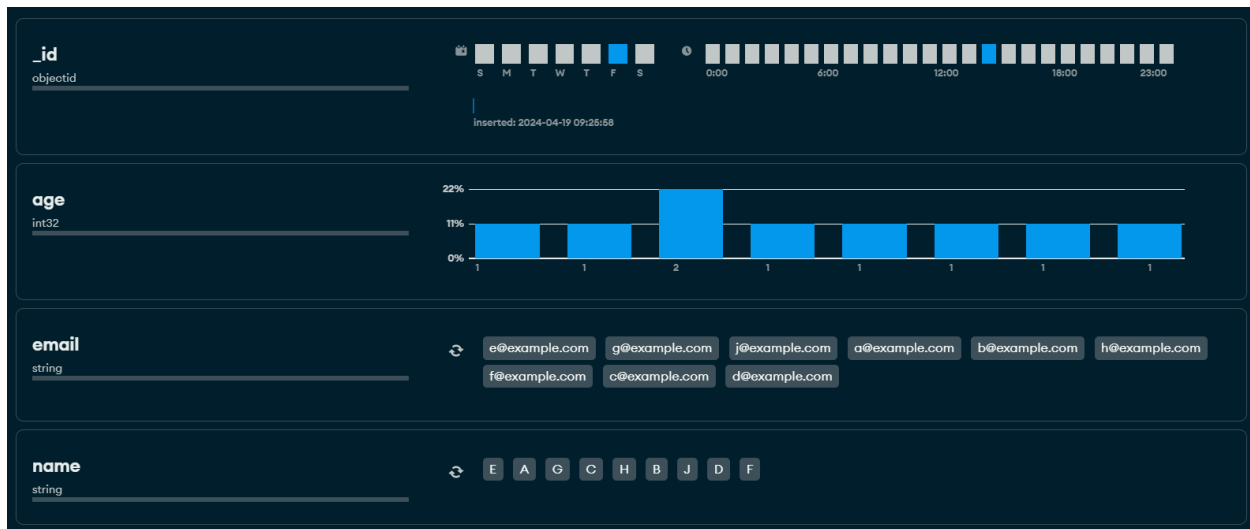 _id
objectid
S M T W T F S
0:00 6:00 12:00 18:00 23:00
inserted: 2024-04-19 09:25:58
age
int32
22%
11%
0%
1 1 2 1 1 1 1 1
email
string
e@example.com g@example.com j@example.com a@example.com b@example.com h@example.com
f@example.com c@example.com d@example.com
name
string
E A G C H B J D F